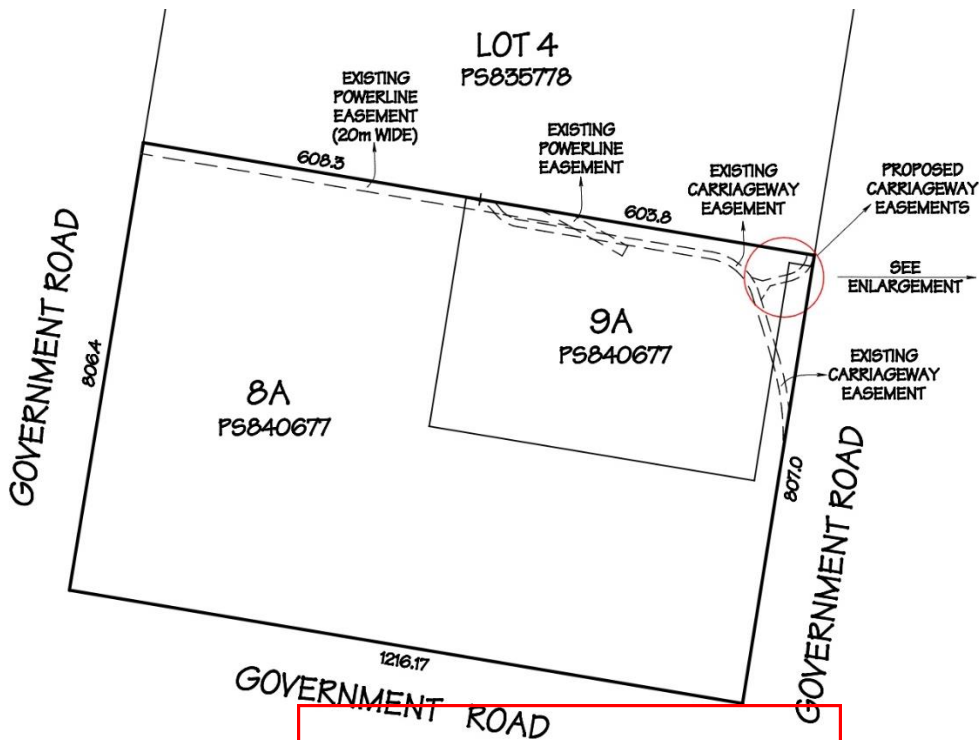 LOT 4
PS835778
EXISTING
POWERLINE
EASEMENT
(20m WIDE)
EXISTING
POWERLINE
EASEMENT
EXISTING
CARRIAGEWAY
EASEMENT
PROPOSED
CARRIAGEWAY
EASEMENTS
608.3
603.8
SEE
ENLARGEMENT
GOVERNMENT ROAD
806.4
9A
PS840677
8A
PS840677
EXISTING
CARRIAGEWAY
EASEMENT
807.0
GOVERNMENT ROAD
1216.17
GOVERNMENT ROAD